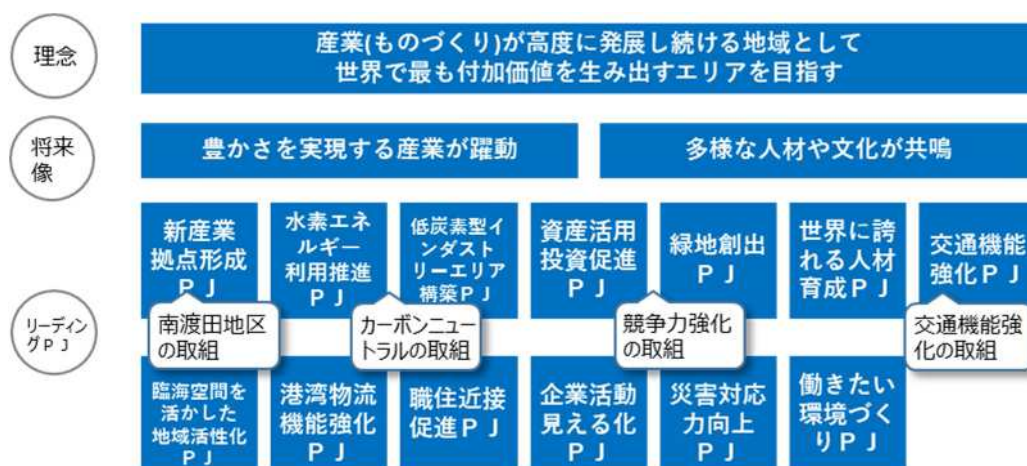 理念
産業(ものづくり)が高度に発展し続ける地域として
世界で最も付加価値を生み出すエリアを目指す
将来
像
豊かさを実現する産業が躍動
多様な人材や文化が共鳴
リーディン
グPJ
新産業
拠点形成
PJ
水素エネ
ルギー
利用推進
PJ
低炭素型イ
ンダスト
リーエリア
構築PJ
資産活用
投資促進
PJ
緑地創出
PJ
世界に誇
れる人材
育成PJ
交通機能
強化PJ
南渡田地区
の取組
カーボンニュー
トラルの取組
競争力強化
の取組
交通機能強
化の取組
臨海空間を
活かした
地域活性化
PJ
港湾物流
機能強化
PJ
職住近接
促進PJ
企業活動
見える化
PJ
災害対応
力向上
PJ
働きたい
環境づく
りPJ